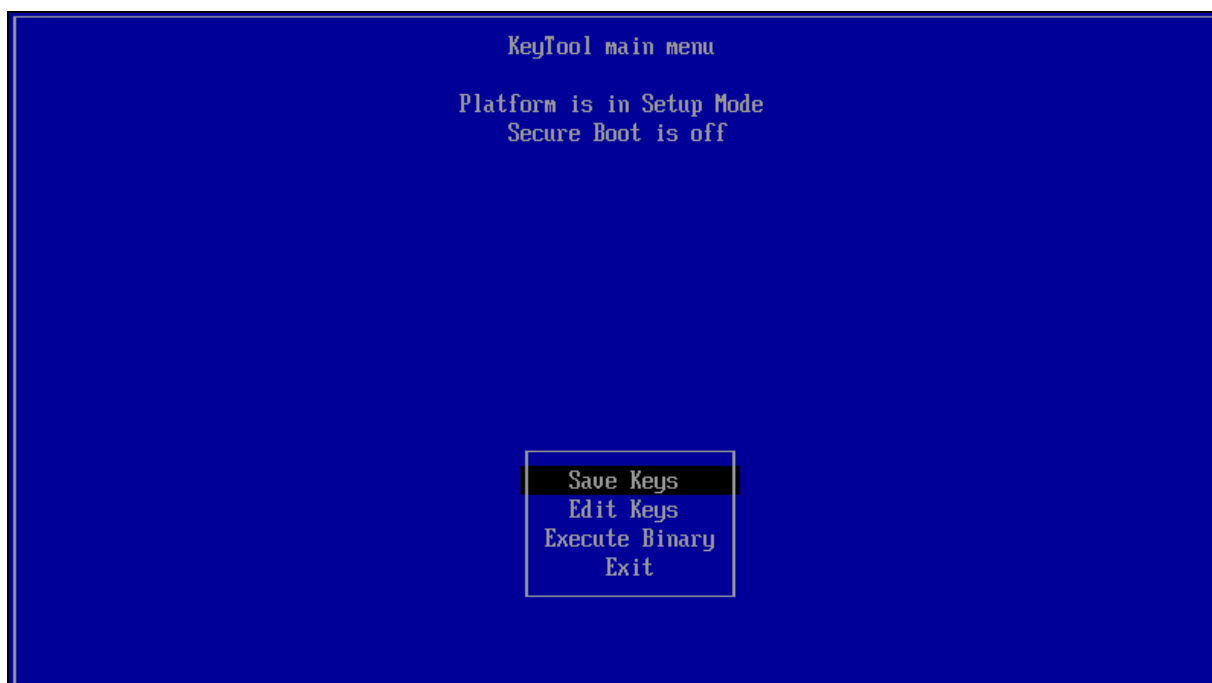 KeyTool main menu
Platform is in Setup Mode
Secure Boot is off
Save Keys
Edit Keys
Execute Binary
Exit